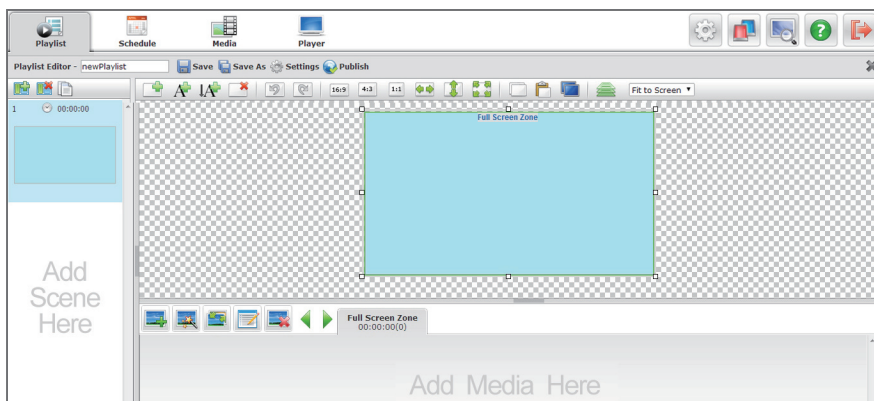 Playlist Schedule Media Player
Playlist Editor - newPlaylist Save Save As Settings Publish
16:9 4:3 1:1 Fit to Screen
1 00:00:00
Full Screen Zone
Add
Scene
Here
Full Screen Zone
00:00:00(0)
Add Media Here